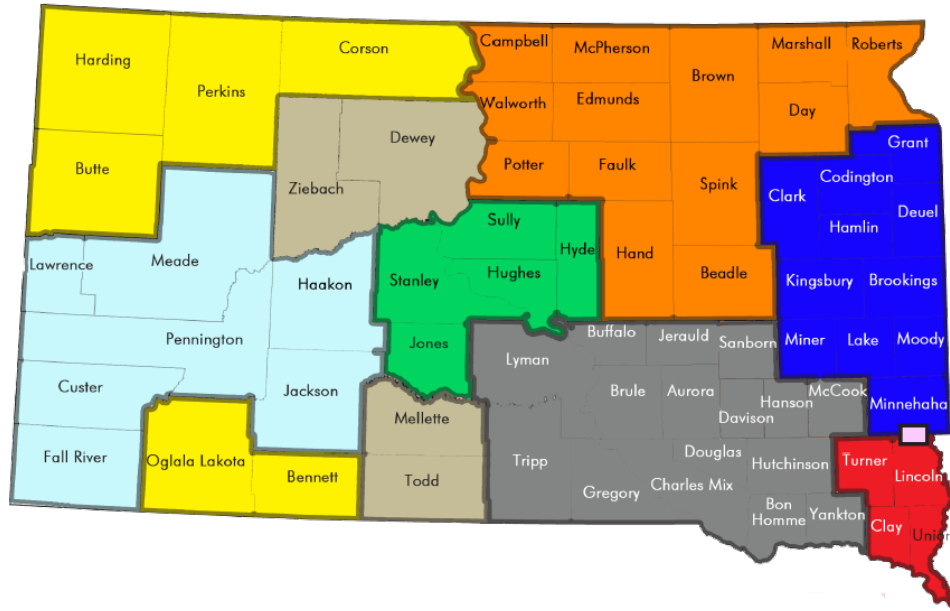 Harding
Perkins
Corson
Campbell
McPherson
Brown
Marshall
Roberts
Walworth
Edmunds
Day
Butte
Ziebach
Dewey
Potter
Faulk
Spink
Grant
Clark
Codington
Deuel
Hamlin
Lawrence
Meade
Haakon
Stanley
Sully
Hughes
Hyde
Hand
Beadle
Kingsbury
Brookings
Pennington
Jones
Lyman
Buffalo
Jerauld
Sanborn
Miner
Lake
Moody
Custer
Jackson
Mellette
Brule
Aurora
Davison
Hanson
McCook
Minnehaha
Fall River
Oglala Lakota
Bennett
Todd
Tripp
Gregory
Charles Mix
Douglas
Hutchinson
Turner
Lincoln
Bon
Homme
Yankton
Clay
Union